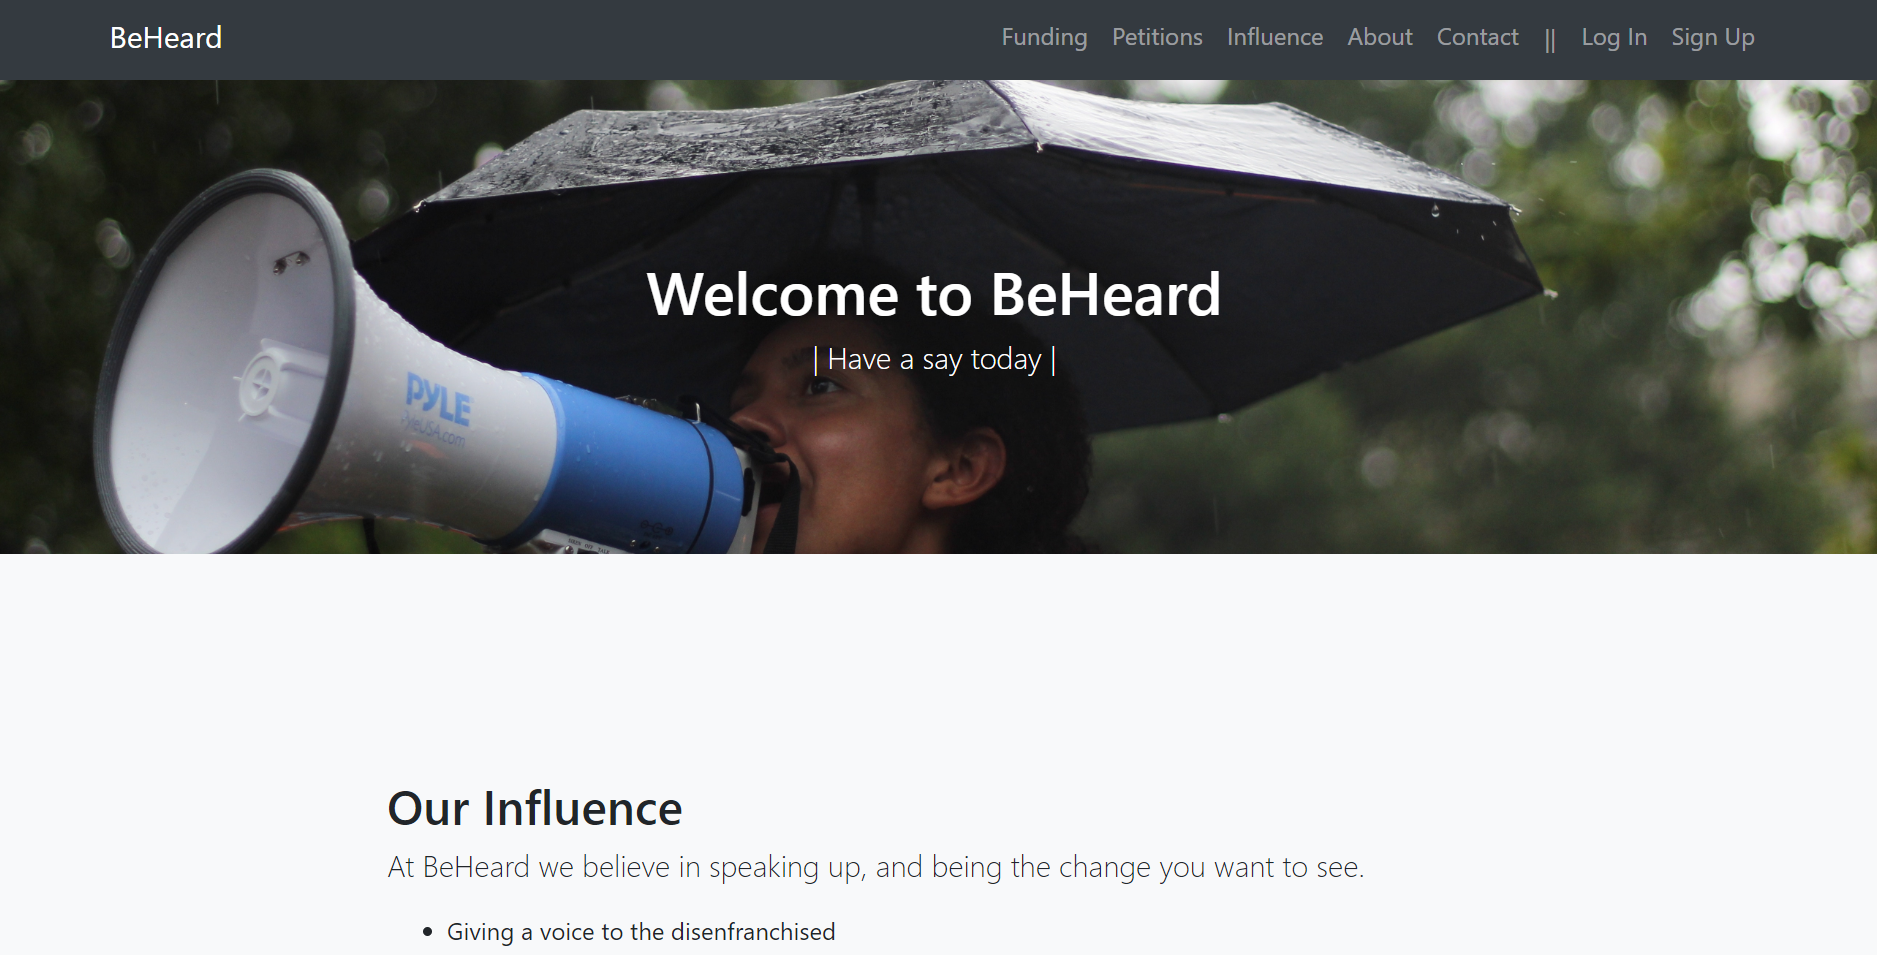 BeHeard
Funding Petitions Influence About Contact || Log In Sign Up
Welcome to BeHeard
| Have a say today |
PYLE
PyleUSA.com
Our Influence
At BeHeard we believe in speaking up, and being the change you want to see.
• Giving a voice to the disenfranchised